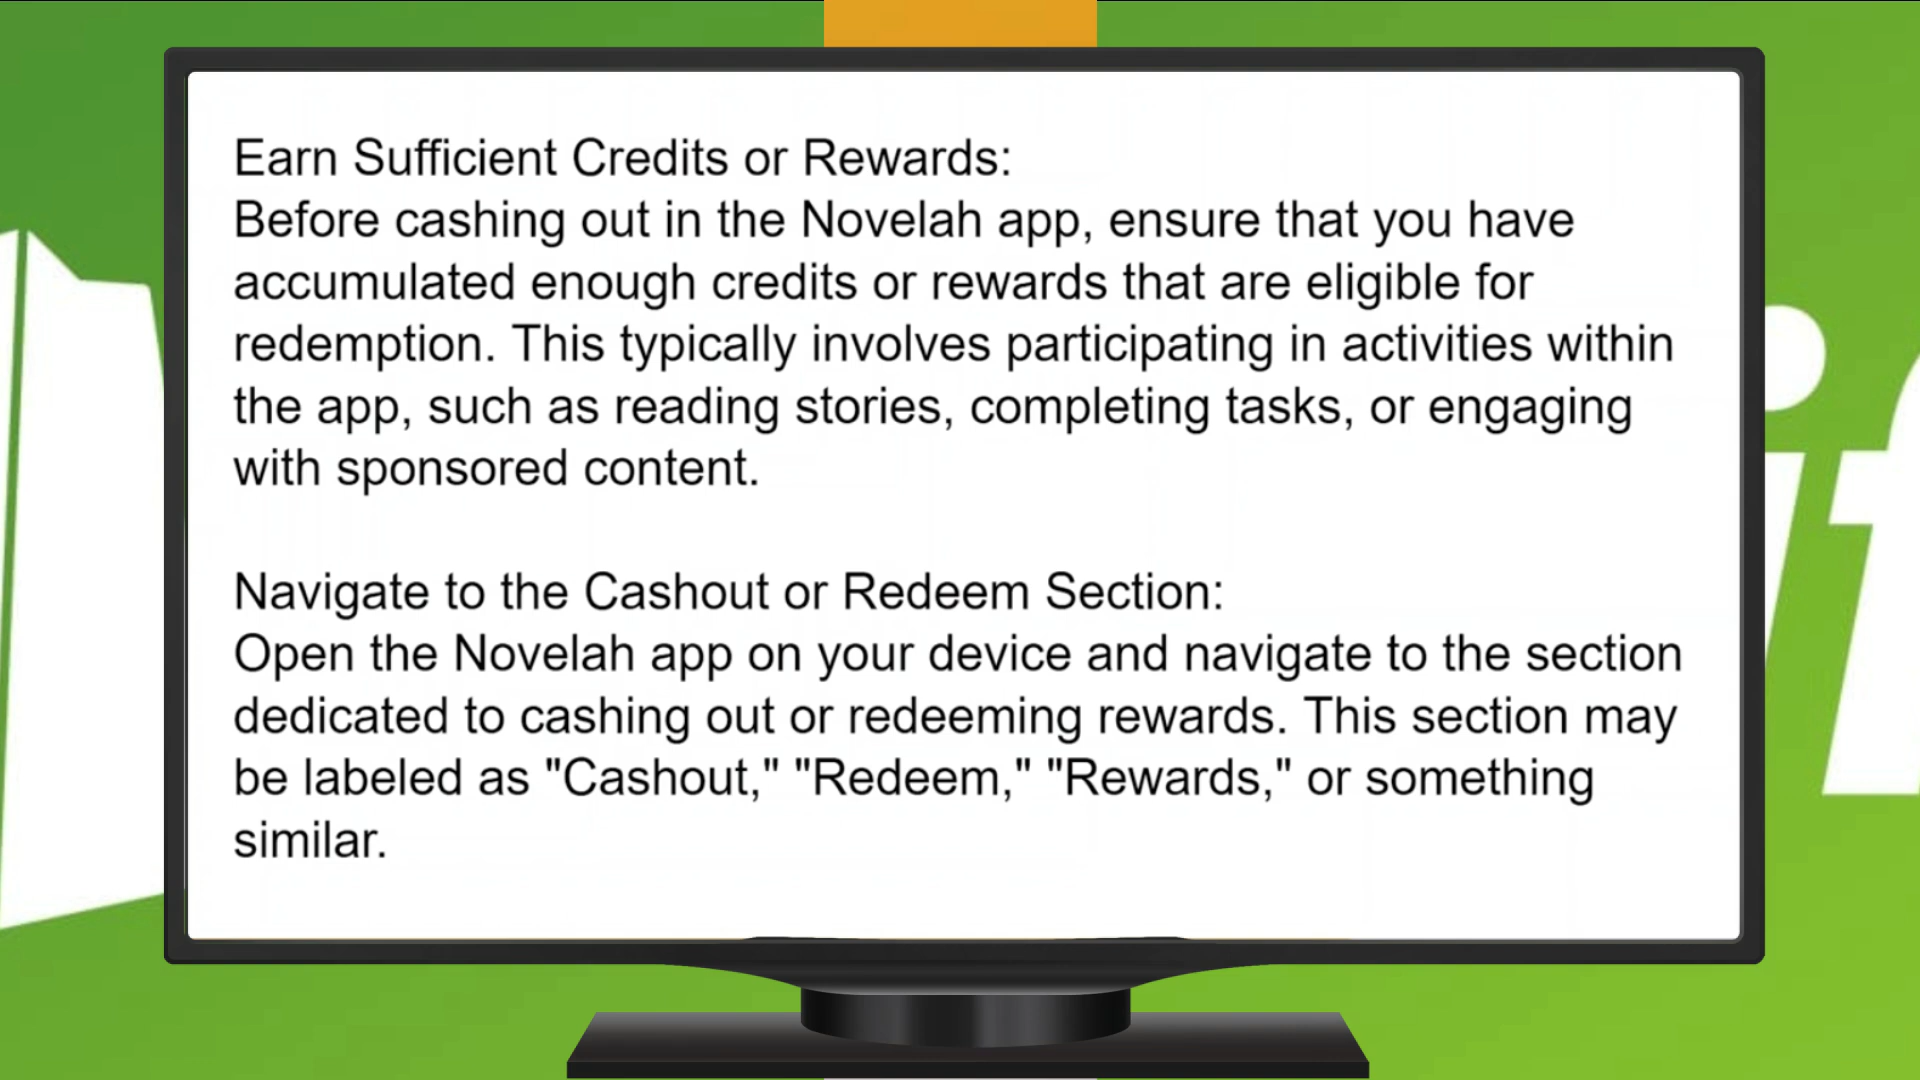 Earn Sufficient Credits or Rewards:
Before cashing out in the Novelah app, ensure that you have
accumulated enough credits or rewards that are eligible for
redemption. This typically involves participating in activities within
the app, such as reading stories, completing tasks, or engaging
with sponsored content.
Navigate to the Cashout or Redeem Section:
Open the Novelah app on your device and navigate to the section
dedicated to cashing out or redeeming rewards. This section may
be labeled as "Cashout," "Redeem," "Rewards," or something
similar.